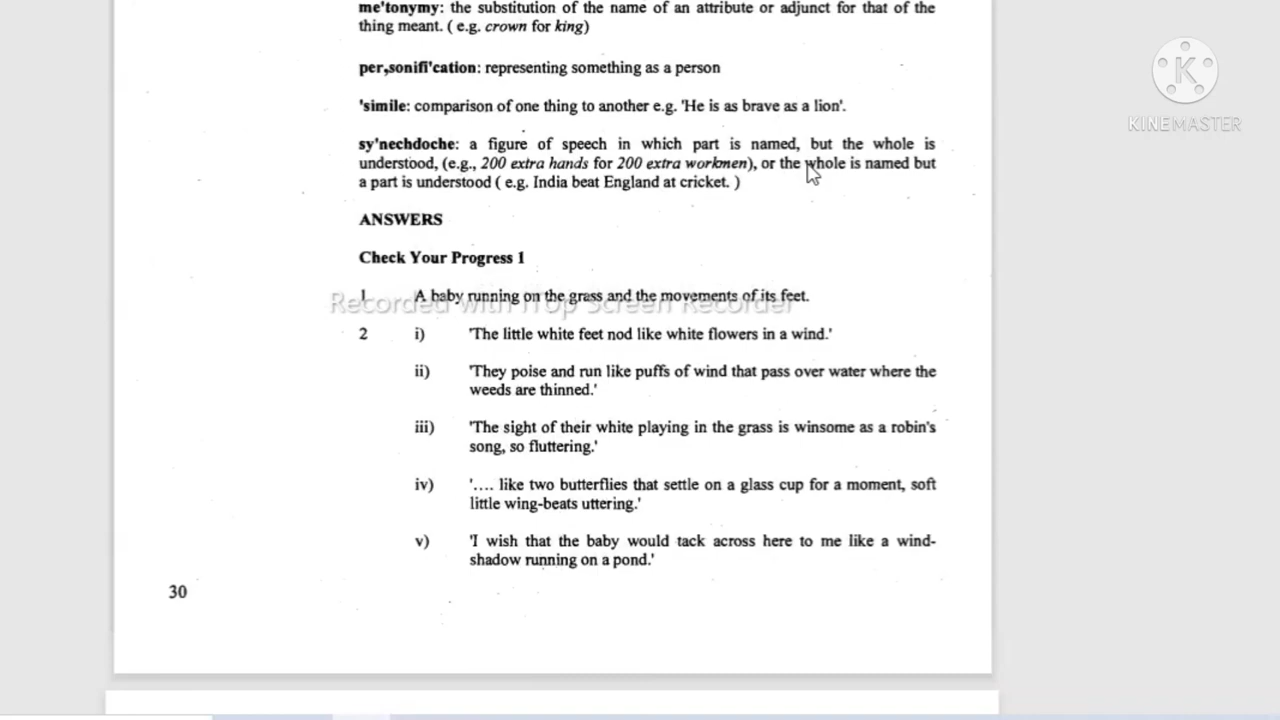 me'tonymy: the substitution of the name of an attribute or adjunct for that of the
thing meant. ( e.g. crown for king)
per,sonifi'cation: representing something as a person
'simile: comparison of one thing to another e.g. 'He is as brave as a lion'.
sy'nechdoche: a figure of speech in which part is named, but the whole is
understood, (e.g., 200 extra hands for 200 extra workmen), or the whole is named but
a part is understood ( e.g. India beat England at cricket. )
ANSWERS
Check Your Progress 1
1 A baby running on the grass and the movements of its feet.
Recorded with iTop Screen Recorder
2 i) 'The little white feet nod like white flowers in a wind.'
ii) 'They poise and run like puffs of wind that pass over water where the
weeds are thinned.'
iii) 'The sight of their white playing in the grass is winsome as a robin's
song, so fluttering.'
iv) '.... like two butterflies that settle on a glass cup for a moment, soft
little wing-beats uttering.'
v) 'I wish that the baby would tack across here to me like a wind-
shadow running on a pond.'
30
K
KINEMASTER